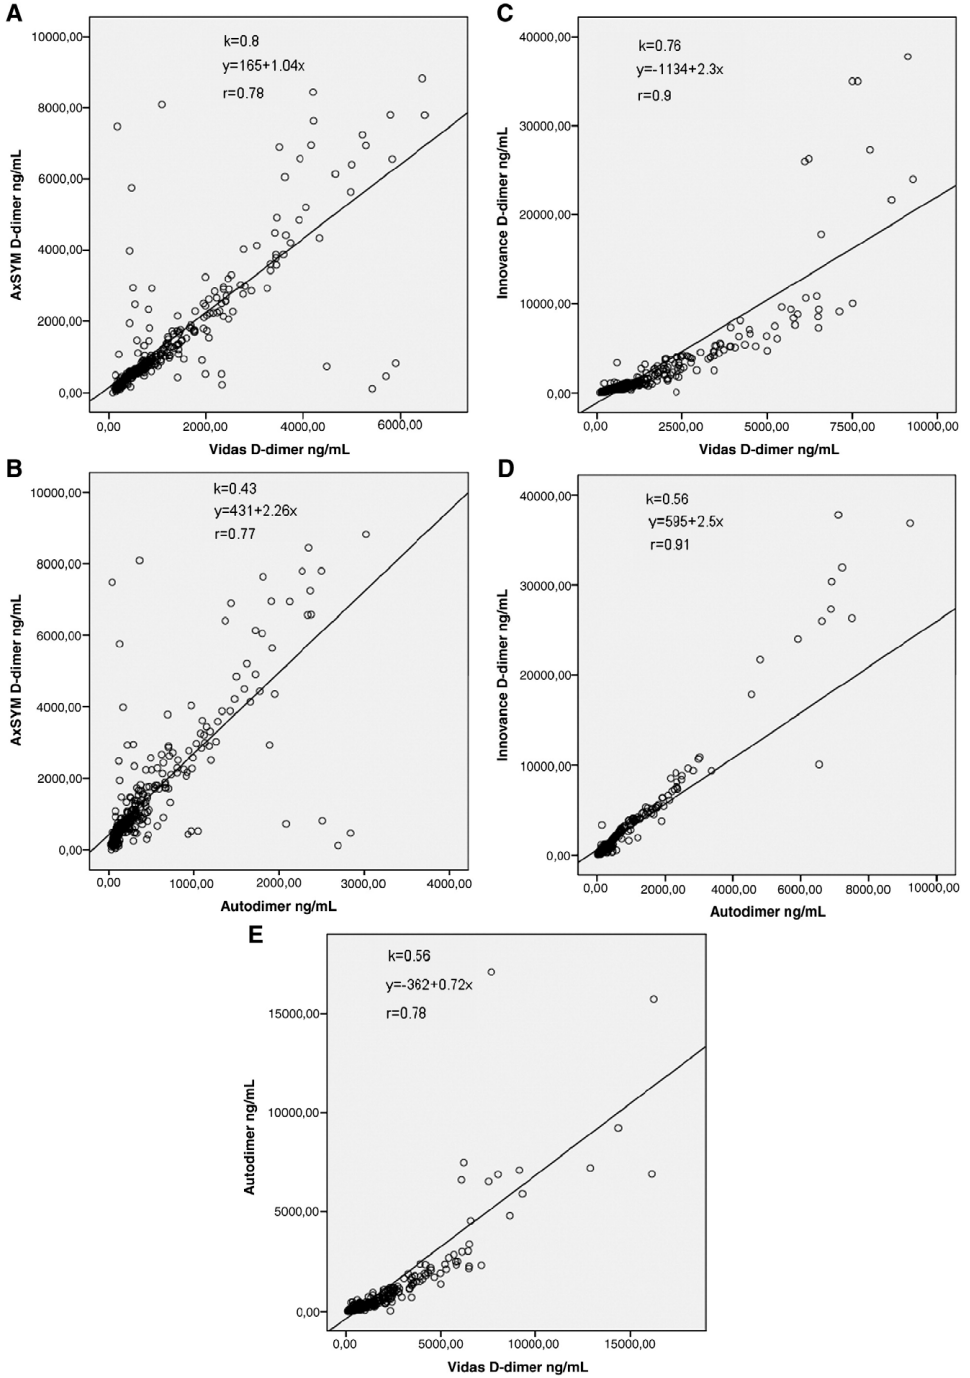 A
k=0.8
y=165+1.04x
r=0.78
AxSYM D-dimer ng/mL
10000,00
8000,00
6000,00
4000,00
2000,00
0,00
0,00 2000,00 4000,00 6000,00
Vidas D-dimer ng/mL
C
k=0.76
y=-1134+2.3x
r=0.9
Innovance D-dimer ng/mL
40000,00
30000,00
20000,00
10000,00
0,00
0,00 2500,00 5000,00 7500,00 10000,00
Vidas D-dimer ng/mL
B
k=0.43
y=431+2.26x
r=0.77
AxSYM D-dimer ng/mL
10000,00
8000,00
6000,00
4000,00
2000,00
0,00
0,00 1000,00 2000,00 3000,00 4000,00
Autodimer ng/mL
D
k=0.56
y=595+2.5x
r=0.91
Innovance D-dimer ng/mL
40000,00
30000,00
20000,00
10000,00
0,00
0,00 2000,00 4000,00 6000,00 8000,00 10000,00
Autodimer ng/mL
E
k=0.56
y=-362+0.72x
r=0.78
Autodimer ng/mL
15000,00
10000,00
5000,00
0,00
0,00 5000,00 10000,00 15000,00
Vidas D-dimer ng/mL